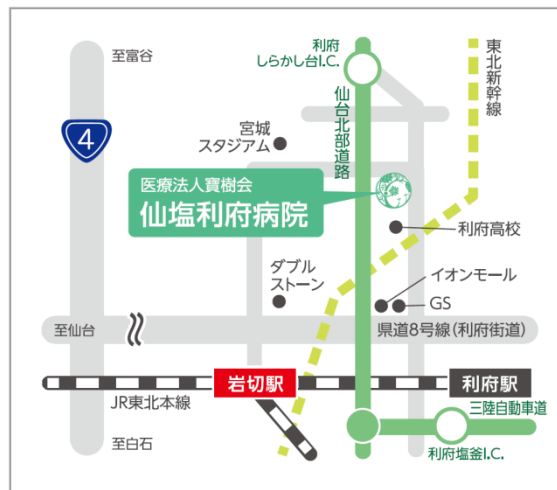 至富谷
利府
しらかし台I.C.
東北新幹線
4
仙台北部道路
宮城
スタジアム
医療法人寶樹会
仙塩利府病院
利府高校
ダブル
ストーン
イオンモール
GS
至仙台
県道8号線(利府街道)
岩切駅
利府駅
JR東北本線
三陸自動車道
至白石
利府塩釜I.C.